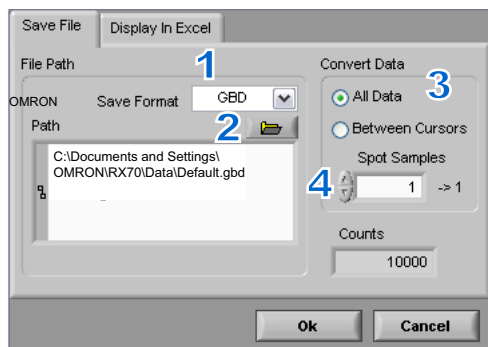 Save File
Display In Excel
File Path
1
Convert Data
OMRON
Save Format
GBD
All Data
3
Path
2
Between Cursors
C:\Documents and Settings\
OMRON\RX70\Data\Default.gbd
Spot Samples
4
1
-> 1
Counts
10000
Ok
Cancel